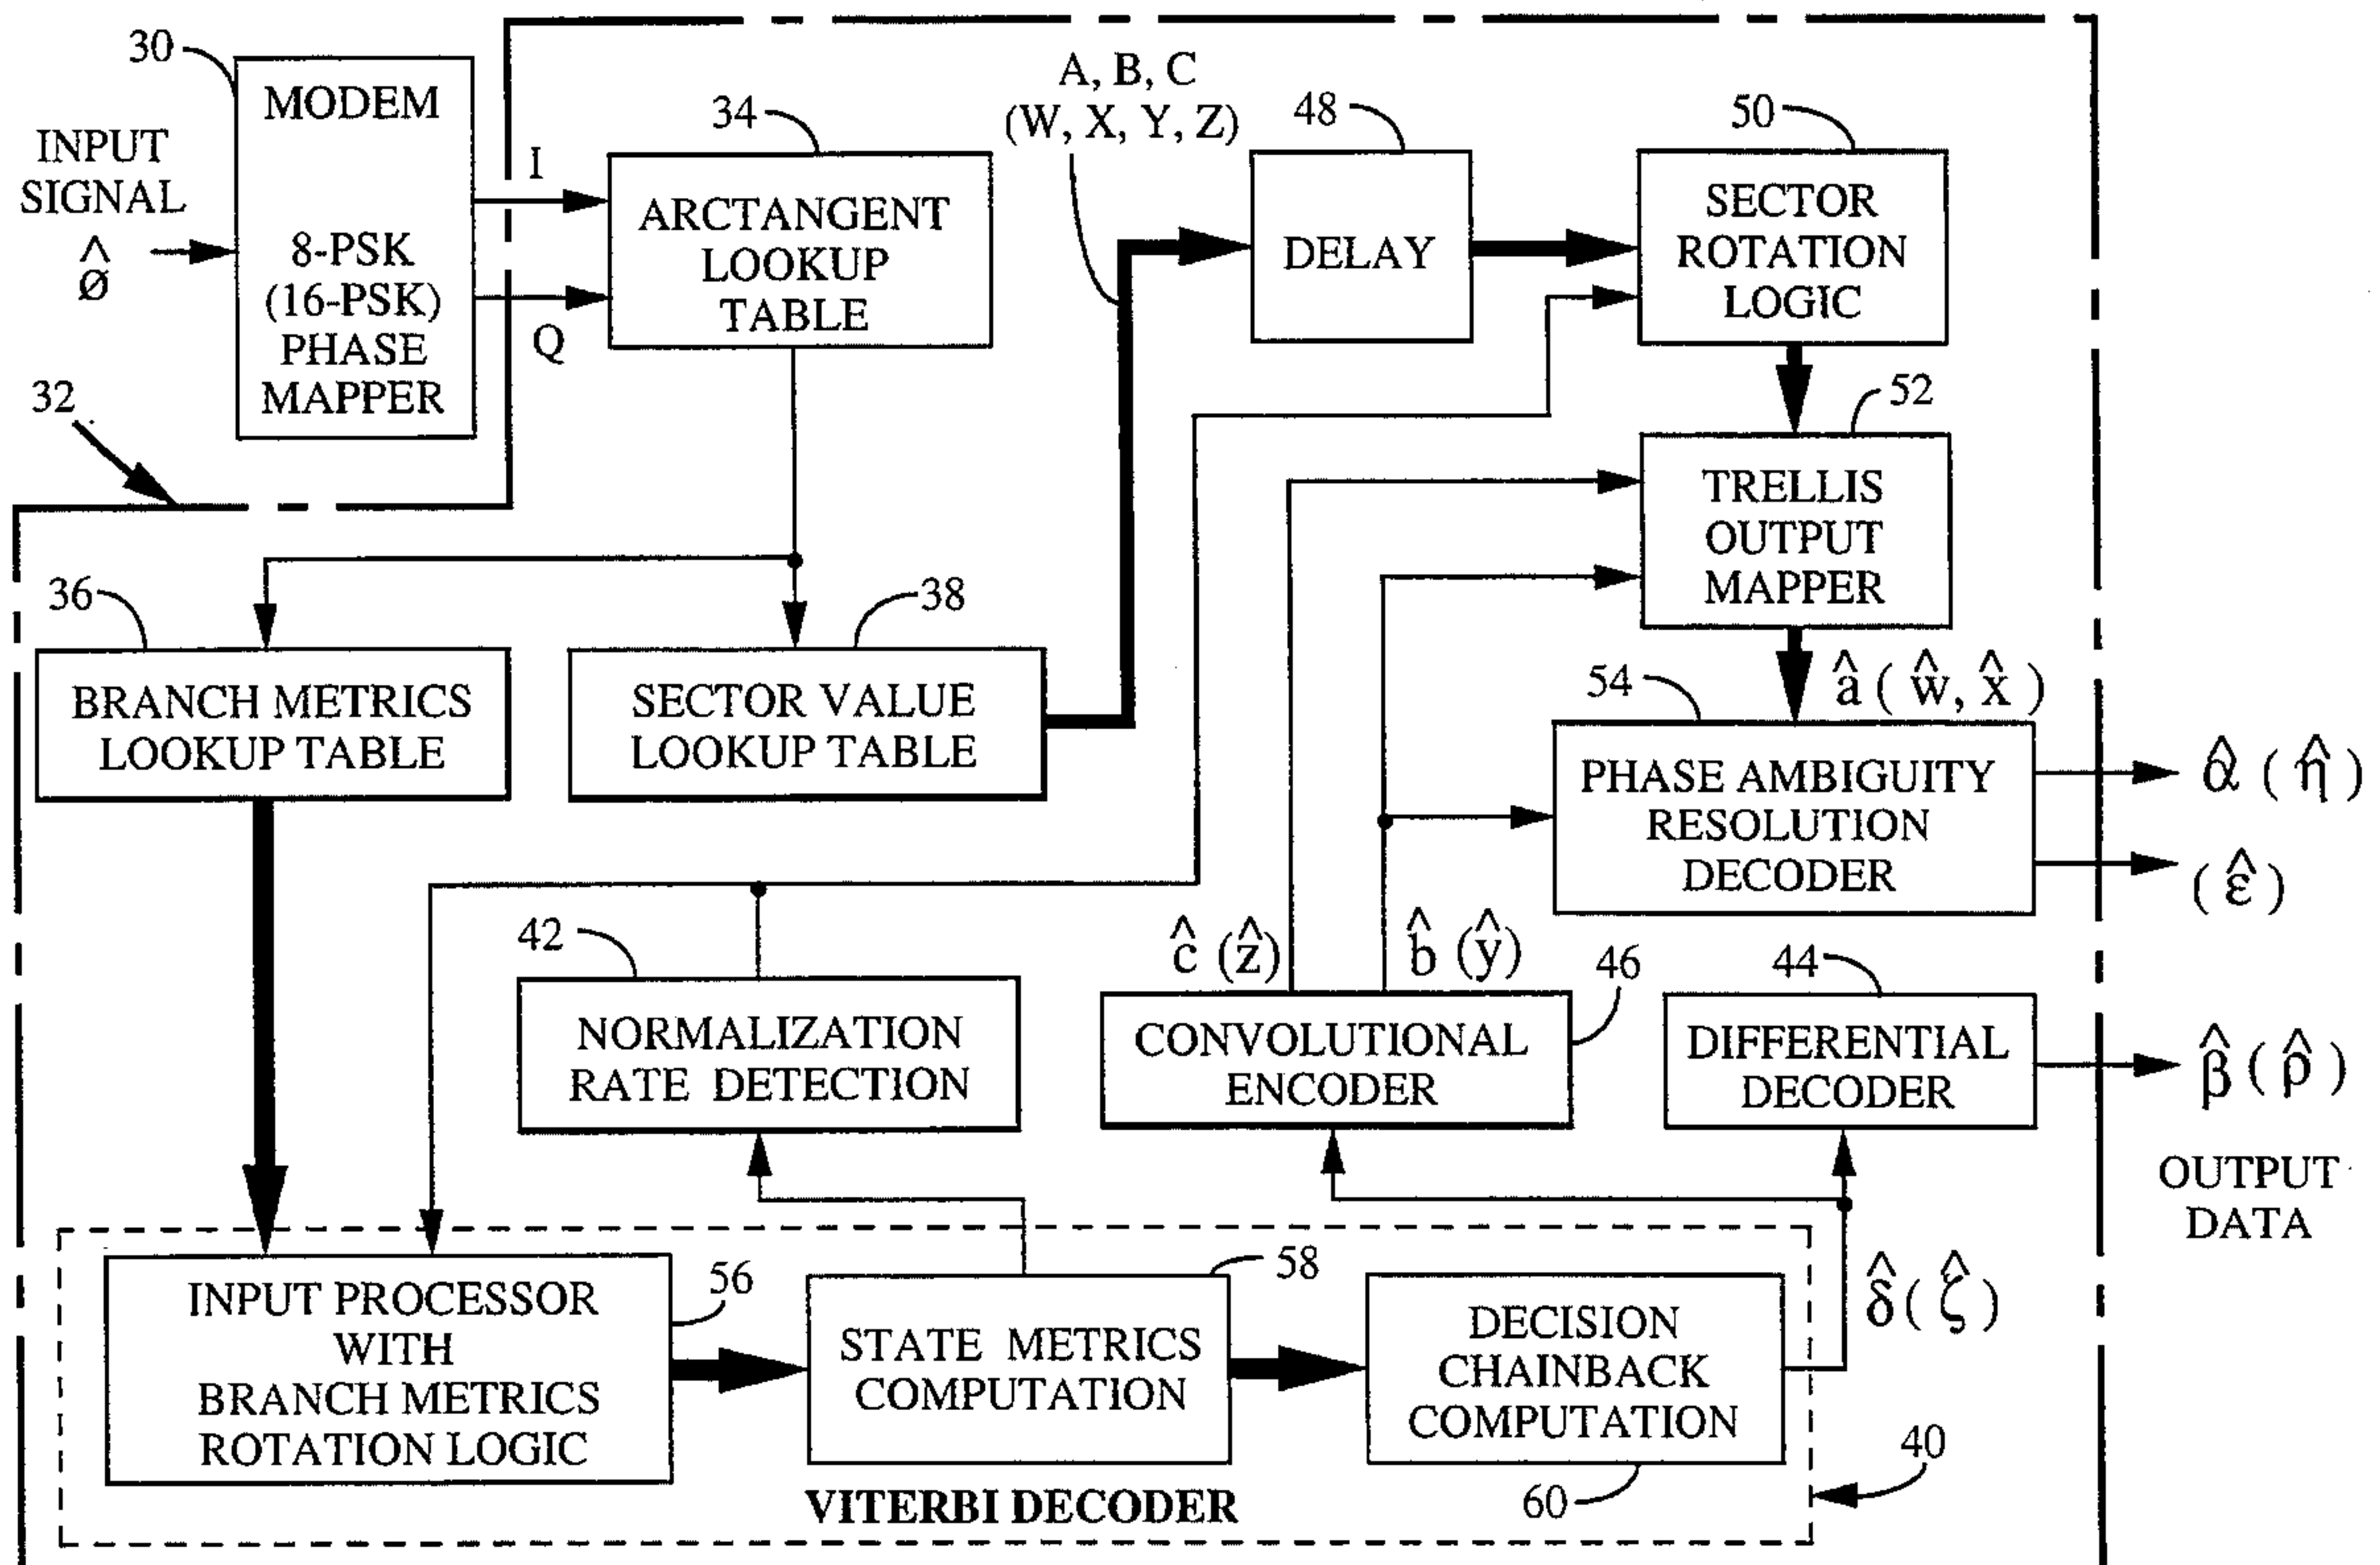 30
MODEM
8-PSK
(16-PSK)
PHASE
MAPPER
INPUT
SIGNAL
ø̂
32
I
Q
34
ARCTANGENT
LOOKUP
TABLE
A, B, C
(W, X, Y, Z)
48
DELAY
50
SECTOR
ROTATION
LOGIC
52
TRELLIS
OUTPUT
MAPPER
36
BRANCH METRICS
LOOKUP TABLE
38
SECTOR VALUE
LOOKUP TABLE
54
â ( ŵ, x̂ )
PHASE AMBIGUITY
RESOLUTION
DECODER
α̂ ( η̂ )
( ε̂ )
42
NORMALIZATION
RATE DETECTION
ĉ (ẑ)
b̂ (ŷ)
46
CONVOLUTIONAL
ENCODER
44
DIFFERENTIAL
DECODER
β̂ ( ρ̂ )
OUTPUT
DATA
INPUT PROCESSOR
WITH
BRANCH METRICS
ROTATION LOGIC
56
STATE METRICS
COMPUTATION
58
DECISION
CHAINBACK
COMPUTATION
60
δ̂ ( ζ̂ )
40
VITERBI DECODER